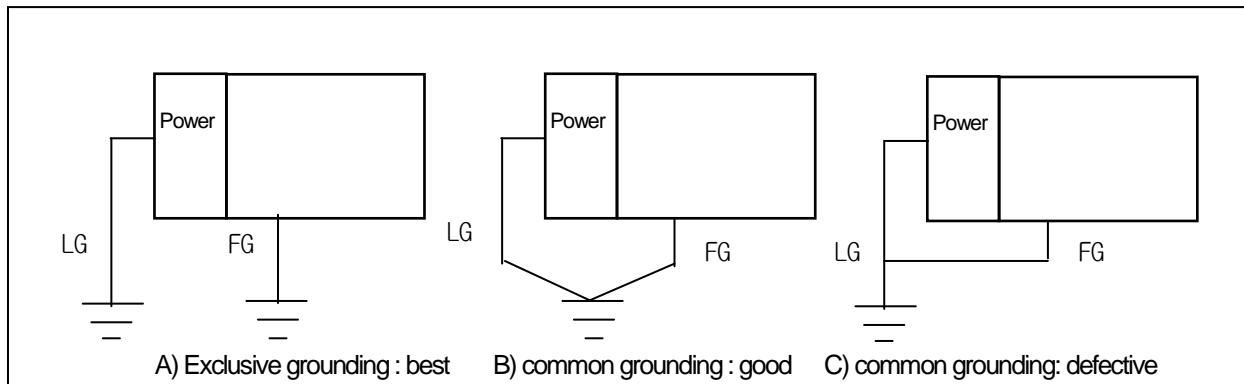 Power
LG
FG
A) Exclusive grounding : best
Power
LG
FG
B) common grounding : good
Power
LG
FG
C) common grounding: defective